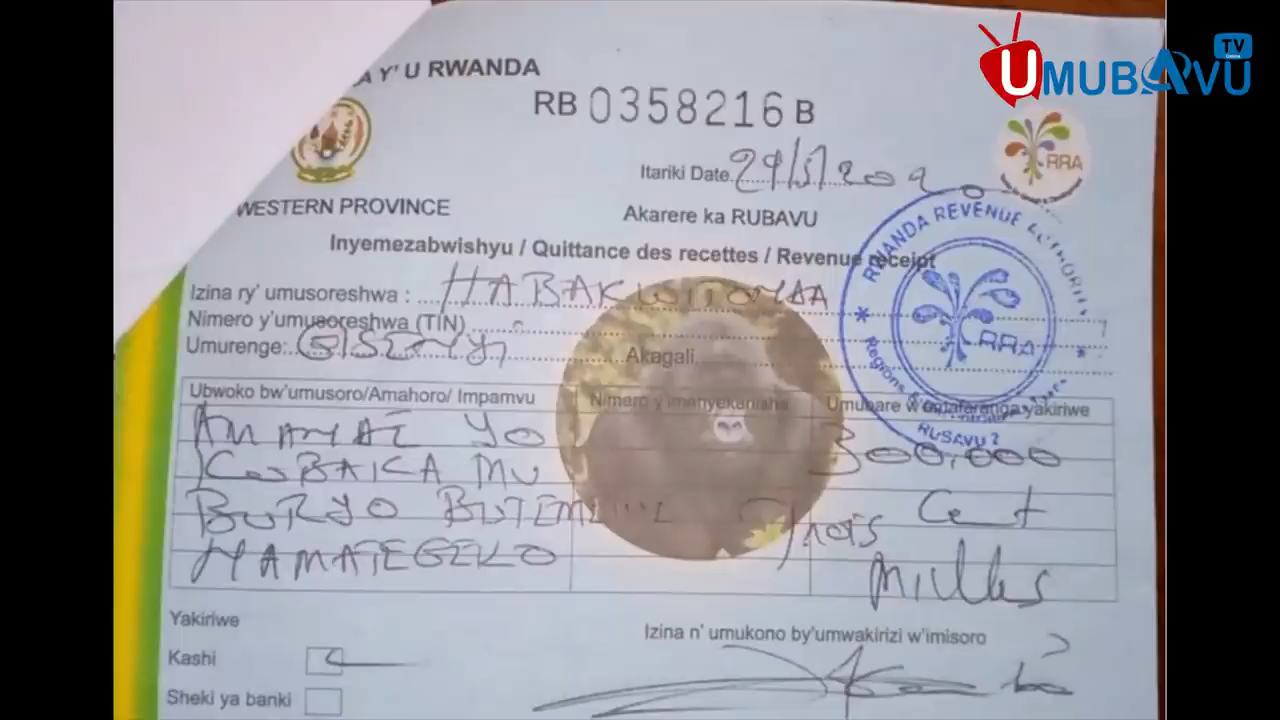 UMUBAVU TV Online
A Y' U RWANDA
RB 0358216 B
RRA
Itariki Date 29/5/2020
WESTERN PROVINCE
Akarere ka RUBAVU
RWANDA REVENUE AUTHORITY
Inyemezabwishyu / Quittance des recettes / Revenue receipt
Izina ry' umusoreshwa :
Nimero y'umusoreshwa (TIN)
Umurenge: GISENYI Akagali
RRA
Regions &
RUBAVU 2
Ubwoko bw'umusoro/Amahoro/ Impamvu
Nimero y'imenyekanisha
Umubare w'amafaranga yakiriwe
AMANDE YO 300,000
KUBAKA MU
BURYO BUTEMEWE Trois Cent
N'AMATEGEKO Milles
Yakiriwe
Izina n' umukono by'umwakirizi w'imisoro
Kashi
Sheki ya banki